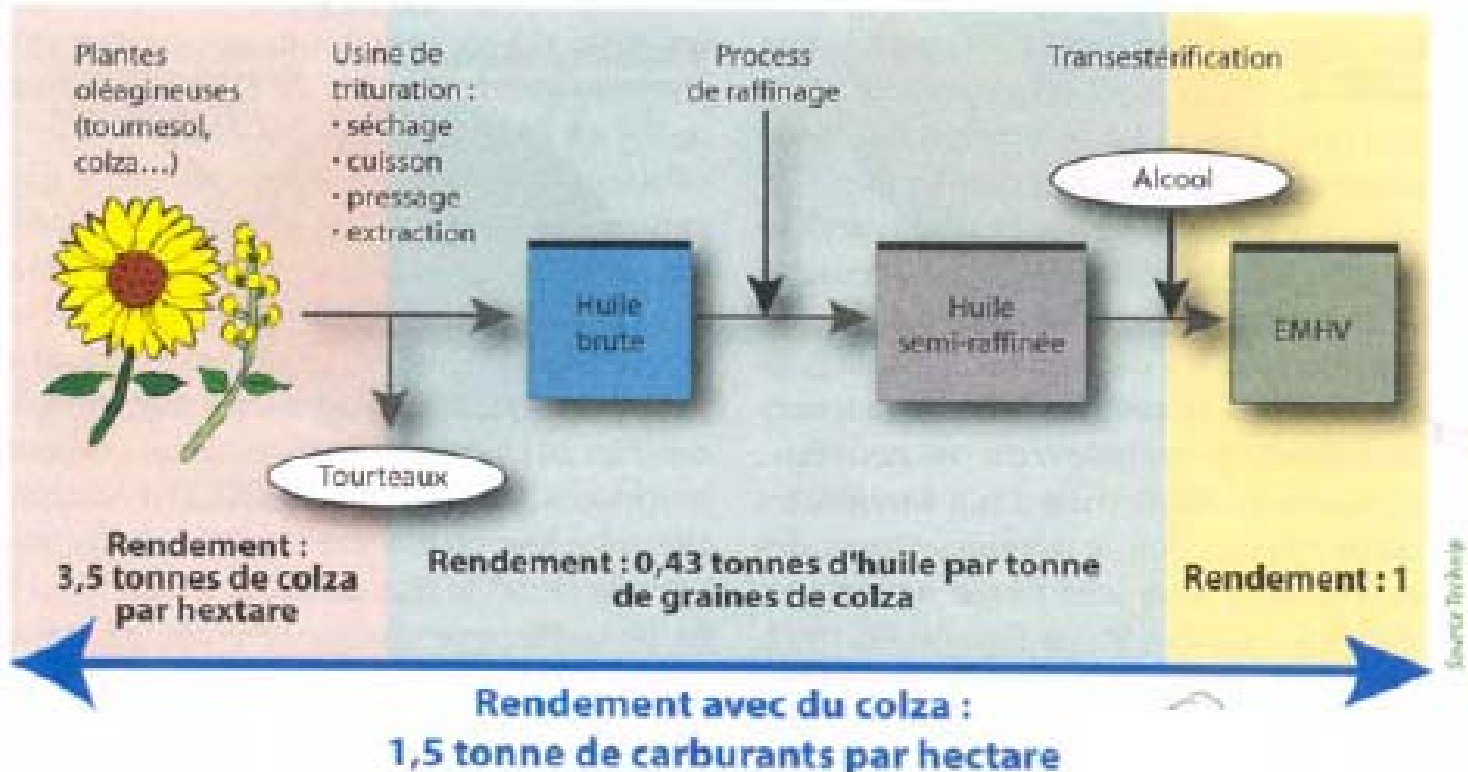 Plantes
oléagineuses
(tournesol,
colza...)
Usine de
trituration :
• séchage
• cuisson
• pressage
• extraction
Process
de raffinage
Transestérification
Alcool
Huile
brute
Huile
semi-raffinée
EMHV
Tourteaux
Rendement :
3,5 tonnes de colza
par hextare
Rendement : 0,43 tonnes d'huile par tonne
de graines de colza
Rendement : 1
Rendement avec du colza :
1,5 tonne de carburants par hectare
Source